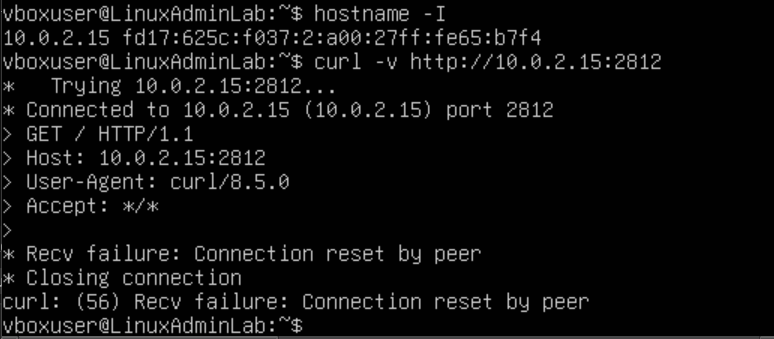 vboxuser@LinuxAdminLab:~$ hostname -I
10.0.2.15 fd17:625c:f037:2:a00:27ff:fe65:b7f4
vboxuser@LinuxAdminLab:~$ curl -v http://10.0.2.15:2812
*   Trying 10.0.2.15:2812...
* Connected to 10.0.2.15 (10.0.2.15) port 2812
> GET / HTTP/1.1
> Host: 10.0.2.15:2812
> User-Agent: curl/8.5.0
> Accept: */*
>
* Recv failure: Connection reset by peer
* Closing connection
curl: (56) Recv failure: Connection reset by peer
vboxuser@LinuxAdminLab:~$